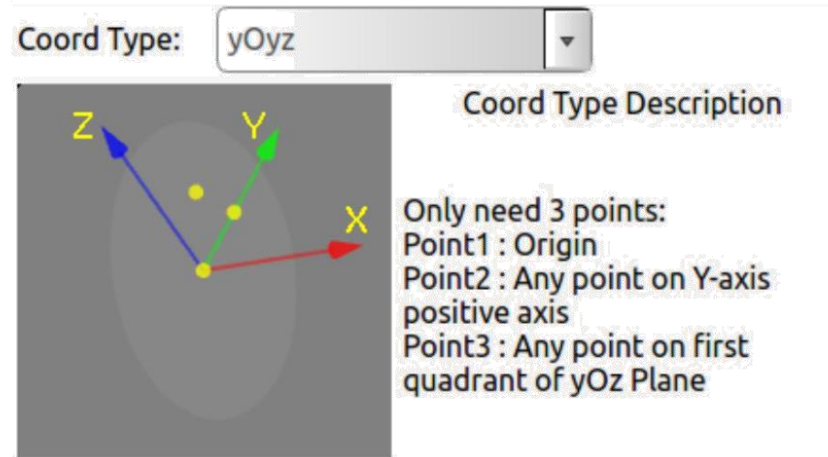 Coord Type: yOyz
Coord Type Description
Z
Y
X
Only need 3 points:
Point1 : Origin
Point2 : Any point on Y-axis
positive axis
Point3 : Any point on first
quadrant of yOz Plane